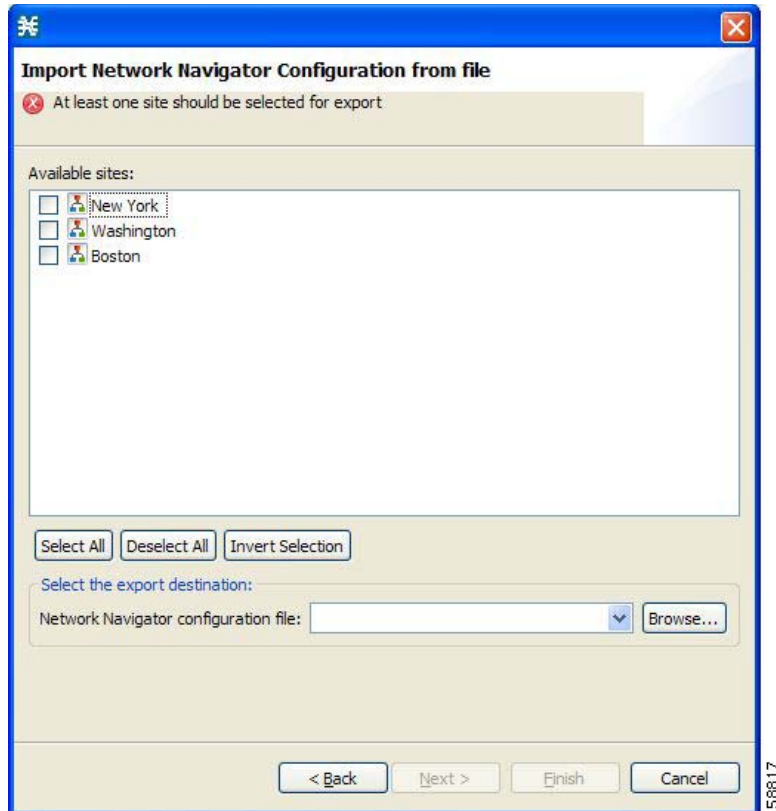 Import Network Navigator Configuration from file
At least one site should be selected for export
Available sites:
New York
Washington
Boston
Select All Deselect All Invert Selection
Select the export destination:
Network Navigator configuration file: Browse...
< Back Next > Finish Cancel